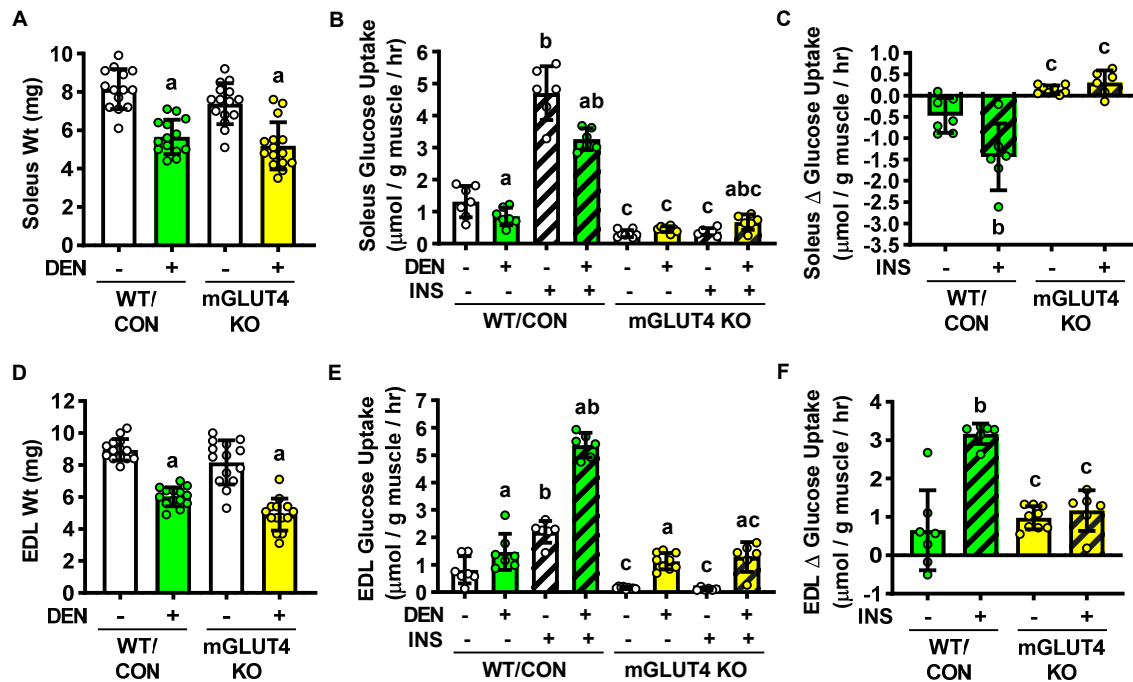 A
Soleus Wt (mg)
10
8
6
4
2
0
a
a
DEN
- + - +
WT/
CON
mGLUT4
KO
B
Soleus Glucose Uptake
(μmol / g muscle / hr)
6
5
4
3
2
1
0
a
b
ab
c
c
c
abc
DEN
- + - + - + - +
INS
- - + + - - + +
WT/CON
mGLUT4 KO
C
Soleus Δ Glucose Uptake
(μmol / g muscle / hr)
1.0
0.5
0.0
-0.5
-1.0
-1.5
-2.0
-2.5
-3.0
-3.5
b
c
c
INS
- + - +
WT/
CON
mGLUT4
KO
D
EDL Wt (mg)
12
10
8
6
4
2
0
a
a
DEN
- + - +
WT/
CON
mGLUT4
KO
E
EDL Glucose Uptake
(μmol / g muscle / hr)
7
6
5
4
3
2
1
0
a
b
ab
c
a
c
ac
DEN
- + - + - + - +
INS
- - + + - - + +
WT/CON
mGLUT4 KO
F
EDL Δ Glucose Uptake
(μmol / g muscle / hr)
4
3
2
1
0
-1
b
c
c
INS
- + - +
WT/
CON
mGLUT4
KO